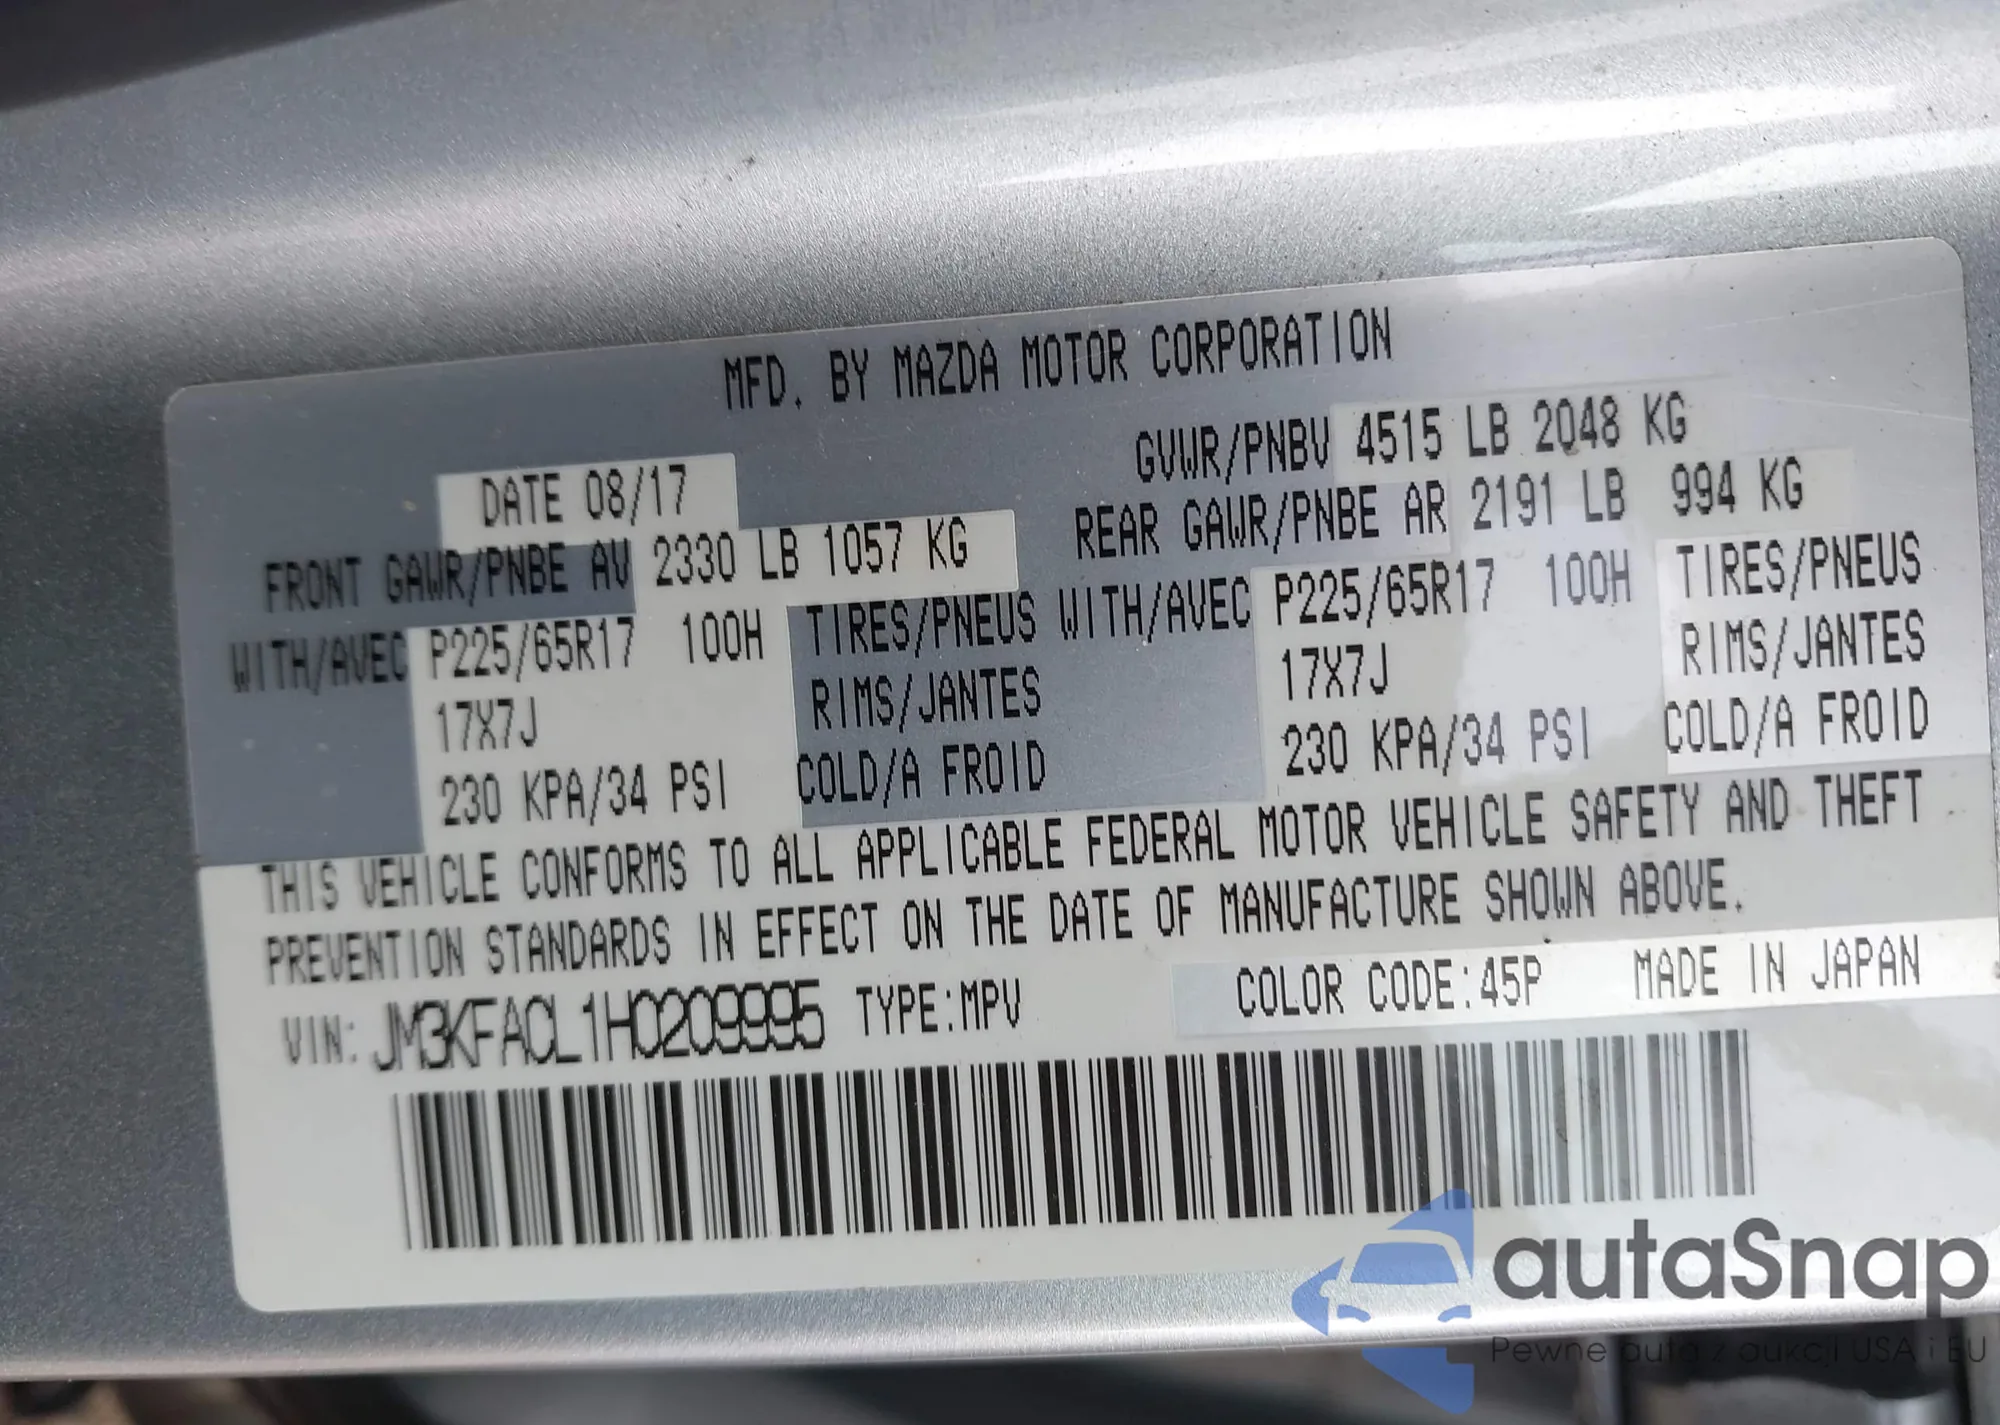 MFD. BY MAZDA MOTOR CORPORATION
GVWR/PNBV 4515 LB 2048 KG
DATE 08/17
REAR GAWR/PNBE AR 2191 LB 994 KG
FRONT GAWR/PNBE AV 2330 LB 1057 KG
WITH/AVEC P225/65R17 100H TIRES/PNEUS WITH/AVEC P225/65R17 100H TIRES/PNEUS
17X7J RIMS/JANTES 17X7J RIMS/JANTES
230 KPA/34 PSI COLD/A FROID 230 KPA/34 PSI COLD/A FROID
THIS VEHICLE CONFORMS TO ALL APPLICABLE FEDERAL MOTOR VEHICLE SAFETY AND THEFT
PREVENTION STANDARDS IN EFFECT ON THE DATE OF MANUFACTURE SHOWN ABOVE.
VIN: JM3KFACL1H0209995 TYPE:MPV COLOR CODE:45P MADE IN JAPAN
autaSnap
Pewne auta z aukcji USA i EU